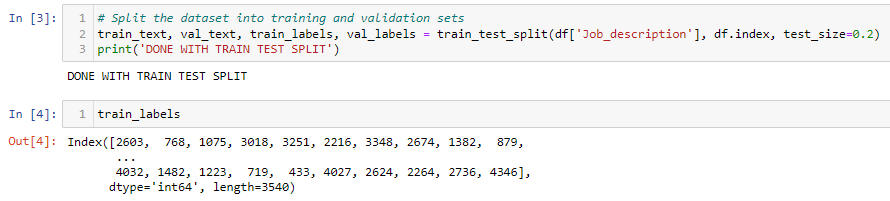 In [3]:
1 # Split the dataset into training and validation sets
2 train_text, val_text, train_labels, val_labels = train_test_split(df['Job_description'], df.index, test_size=0.2)
3 print('DONE WITH TRAIN TEST SPLIT')
DONE WITH TRAIN TEST SPLIT
In [4]: 1 train_labels
Out[4]: Index([2603,  768, 1075, 3018, 3251, 2216, 3348, 2674, 1382,  879,
...
4032, 1482, 1223,  719,  433, 4027, 2624, 2264, 2736, 4346],
dtype='int64', length=3540)